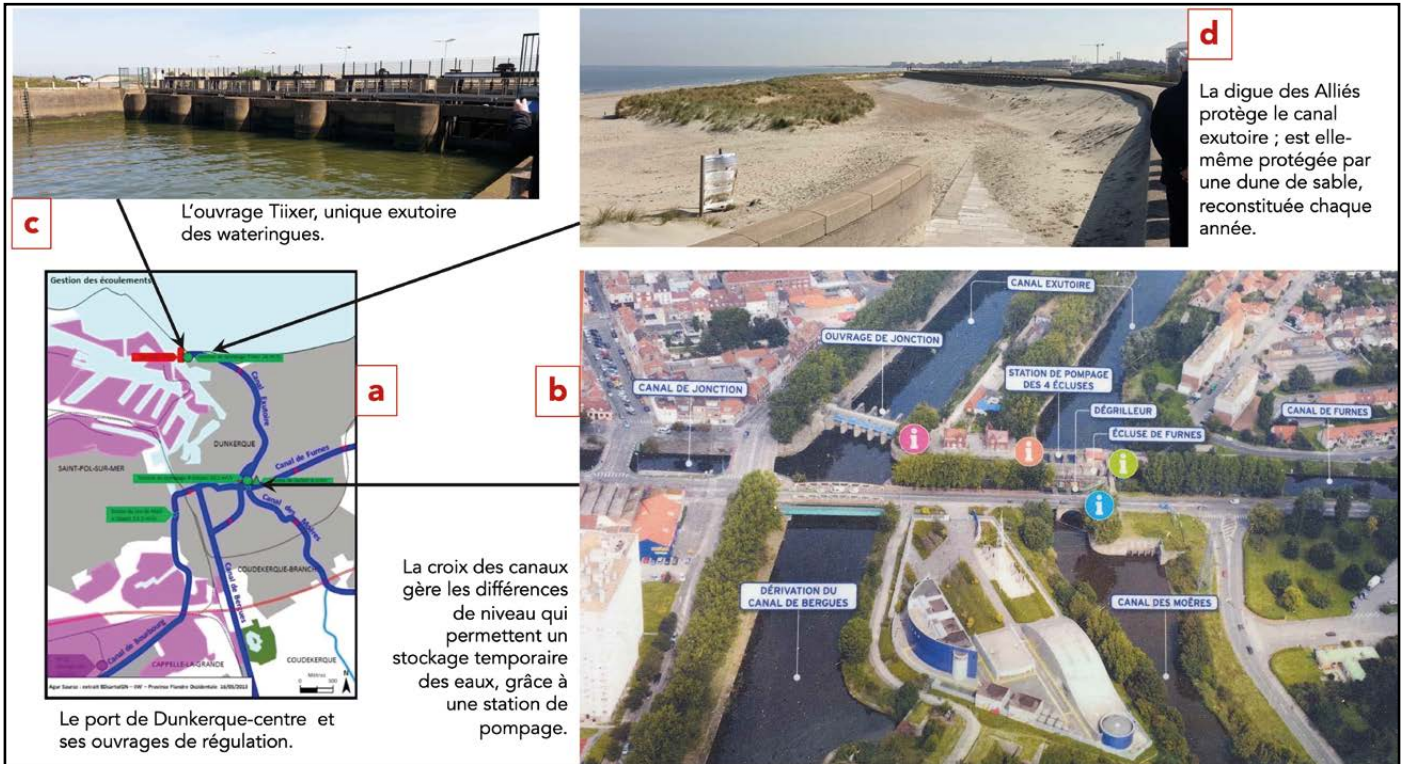 c
L'ouvrage Tiixer, unique exutoire
des wateringues.
d
La digue des Alliés
protège le canal
exutoire ; est elle-
même protégée par
une dune de sable,
reconstituée chaque
année.
a
Gestion des écoulements
Canal Exutoire
DUNKERQUE
Canal de Furnes
SAINT-POL-SUR-MER
Canal des Moëres
COUDEKERQUE-BRANCH
Canal de Bergues
Canal de Bourbourg
CAPPELLE-LA-GRANDE
COUDEKERQUE
Mètres
0 500
N
Le port de Dunkerque-centre et
ses ouvrages de régulation.
b
La croix des canaux
gère les différences
de niveau qui
permettent un
stockage temporaire
des eaux, grâce à
une station de
pompage.
CANAL EXUTOIRE
OUVRAGE DE JONCTION
CANAL DE JONCTION
STATION DE POMPAGE
DES 4 ÉCLUSES
DÉGRILLEUR
CANAL DE FURNES
ÉCLUSE DE FURNES
i
i
i
i
DÉRIVATION DU
CANAL DE BERGUES
CANAL DES MOËRES